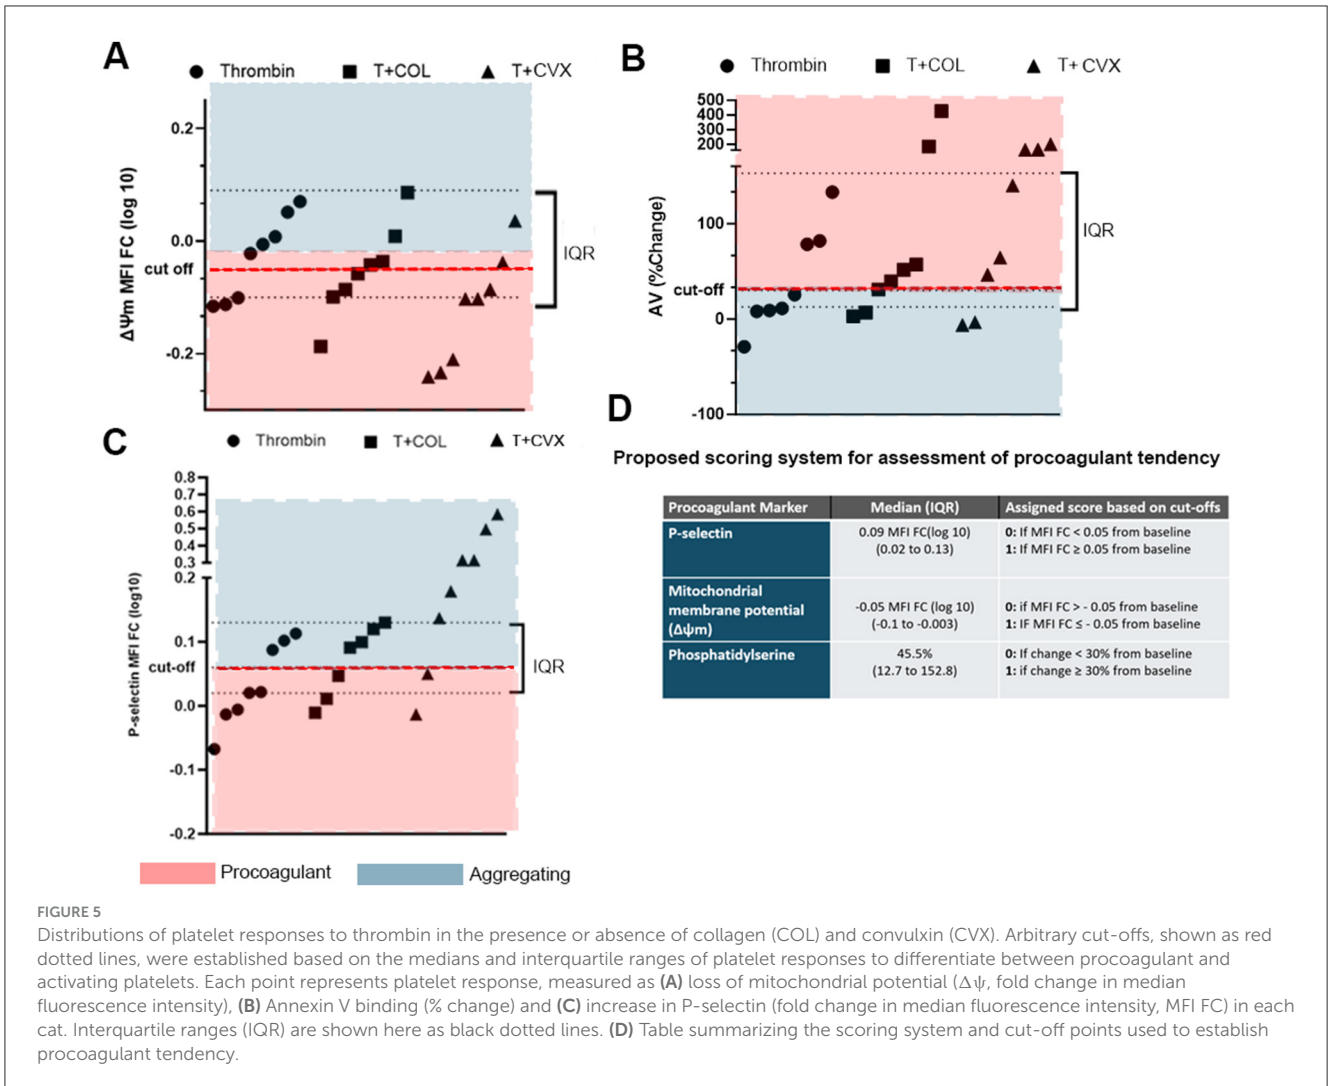 A
Thrombin T+COL T+CVX
0.2
0.0
cut off
-0.2
ΔΨm MFI FC (log 10)
IQR
B
Thrombin T+COL T+ CVX
500
400
300
200
100
cut-off
0
-100
AV (%Change)
IQR
C
Thrombin T+COL T+CVX
0.8
0.7
0.6
0.5
0.4
0.3
0.2
0.1
cut-off
0.0
-0.1
-0.2
P-selectin MFI FC (log10)
IQR
Procoagulant Aggregating
D
Proposed scoring system for assessment of procoagulant tendency
Procoagulant Marker Median (IQR) Assigned score based on cut-offs
P-selectin 0.09 MFI FC(log 10) 0: If MFI FC < 0.05 from baseline
(0.02 to 0.13) 1: If MFI FC ≥ 0.05 from baseline
Mitochondrial
membrane potential -0.05 MFI FC (log 10) 0: if MFI FC > - 0.05 from baseline
(Δψm) (-0.1 to -0.003) 1: IF MFI FC ≤ - 0.05 from baseline
Phosphatidylserine 45.5% 0: If change < 30% from baseline
(12.7 to 152.8) 1: if change ≥ 30% from baseline
FIGURE 5
Distributions of platelet responses to thrombin in the presence or absence of collagen (COL) and convulxin (CVX). Arbitrary cut-offs, shown as red
dotted lines, were established based on the medians and interquartile ranges of platelet responses to differentiate between procoagulant and
activating platelets. Each point represents platelet response, measured as (A) loss of mitochondrial potential (Δψ, fold change in median
fluorescence intensity), (B) Annexin V binding (% change) and (C) increase in P-selectin (fold change in median fluorescence intensity, MFI FC) in each
cat. Interquartile ranges (IQR) are shown here as black dotted lines. (D) Table summarizing the scoring system and cut-off points used to establish
procoagulant tendency.